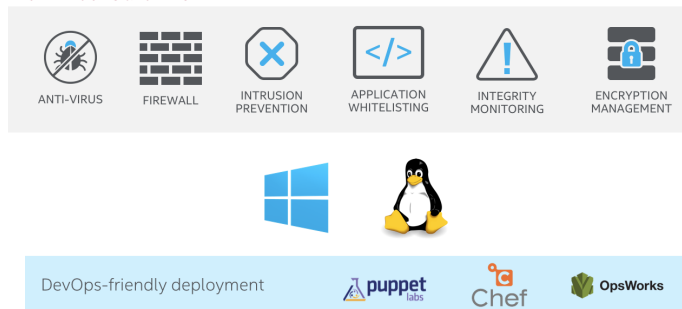 ANTI-VIRUS
FIREWALL
INTRUSION
PREVENTION
</>
APPLICATION
WHITELISTING
INTEGRITY
MONITORING
ENCRYPTION
MANAGEMENT
DevOps-friendly deployment
puppet
labs
Chef
OpsWorks